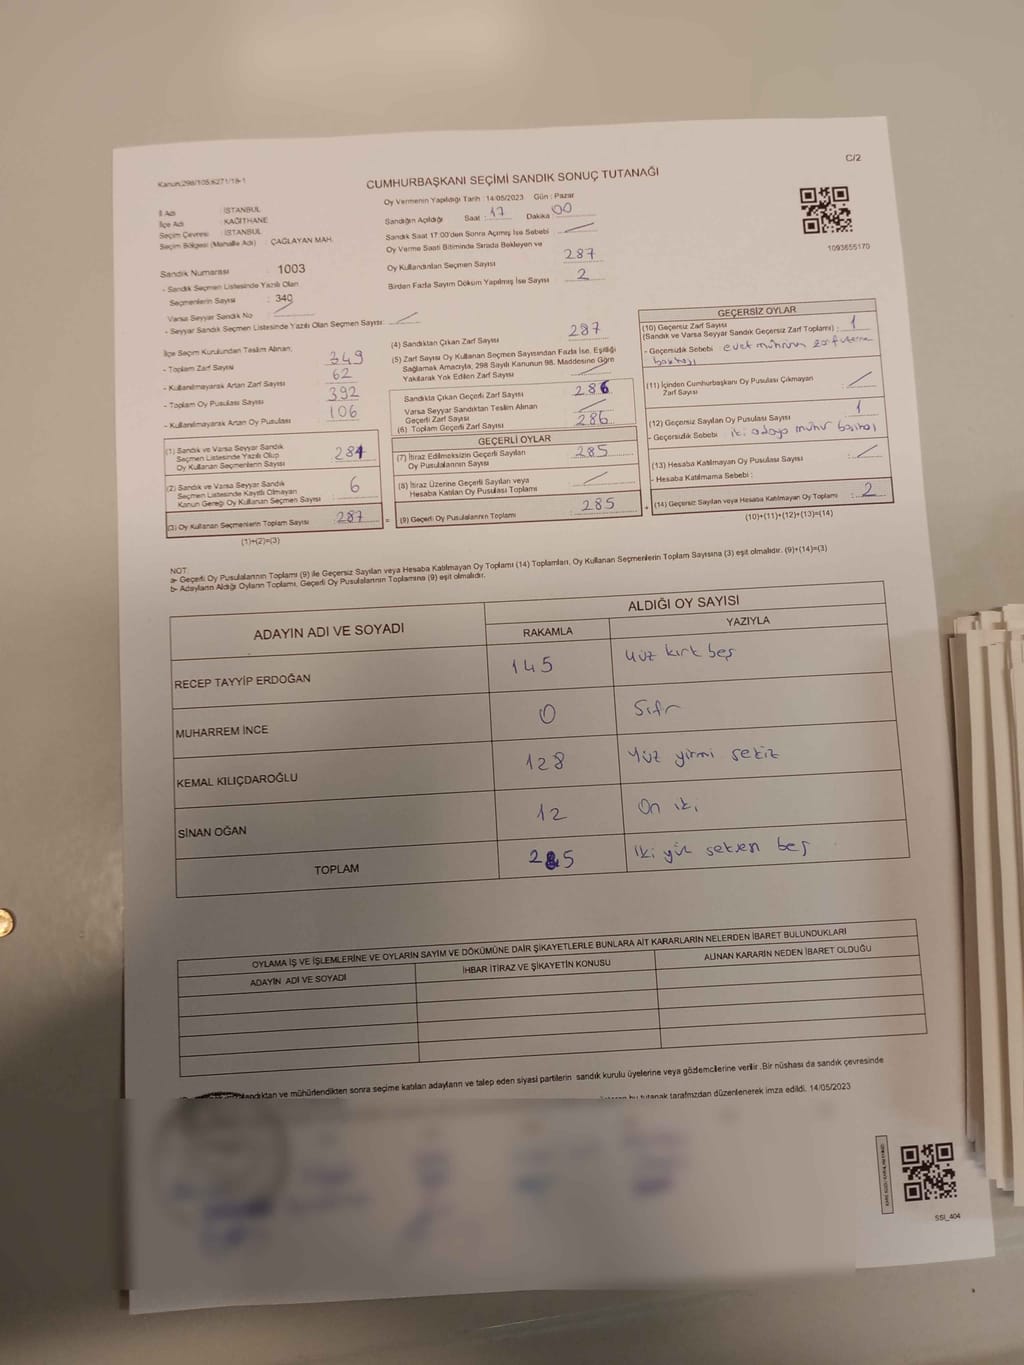 Kanun:298/105;6271/18-1
C/2
CUMHURBAŞKANI SEÇİMİ SANDIK SONUÇ TUTANAĞI
İl Adı : İSTANBUL
İlçe Adı : KAĞITHANE
Seçim Çevresi : İSTANBUL
Seçim Bölgesi (Mahalle Adı) : ÇAĞLAYAN MAH.
Oy Vermenin Yapıldığı Tarih : 14/05/2023 Gün : Pazar
Sandığın Açıldığı Saat : 17 Dakika 00
Sandık Saat 17:00'den Sonra Açılmış İse Sebebi
Oy Verme Saati Bitiminde Sırada Bekleyen ve
Oy Kullandırılan Seçmen Sayısı 287
Birden Fazla Sayım Döküm Yapılmış İse Sayısı 2
1093655170
Sandık Numarası : 1003
- Sandık Seçmen Listesinde Yazılı Olan
Seçmenlerin Sayısı : 340
Varsa Seyyar Sandık No :
- Seyyar Sandık Seçmen Listesinde Yazılı Olan Seçmen Sayısı:
İlçe Seçim Kurulundan Teslim Alınan;
- Toplam Zarf Sayısı 349
- Kullanılmayarak Artan Zarf Sayısı 62
- Toplam Oy Pusulası Sayısı 392
- Kullanılmayarak Artan Oy Pusulası 106
(1) Sandık ve Varsa Seyyar Sandık
Seçmen Listesinde Yazılı Olup
Oy Kullanan Seçmenlerin Sayısı
(2) Sandık ve Varsa Seyyar Sandık
Seçmen Listesinde Kayıtlı Olmayan
Kanun Gereği Oy Kullanan Seçmen Sayısı : 6
(3) Oy Kullanan Seçmenlerin Toplam Sayısı : 287 =
(1)+(2)=(3)
(4) Sandıktan Çıkan Zarf Sayısı 287
(5) Zarf Sayısı Oy Kullanan Seçmen Sayısından Fazla İse, Eşitliği
Sağlamak Amacıyla, 298 Sayılı Kanunun 98. Maddesine Göre
Yakılarak Yok Edilen Zarf Sayısı
Sandıkta Çıkan Geçerli Zarf Sayısı 286
Varsa Seyyar Sandıktan Teslim Alınan
Geçerli Zarf Sayısı
(6) Toplam Geçerli Zarf Sayısı 286
GEÇERLİ OYLAR
(7) İtiraz Edilmeksizin Geçerli Sayılan
Oy Pusulalarının Sayısı 285
(8) İtiraz Üzerine Geçerli Sayılan veya
Hesaba Katılan Oy Pusulası Toplamı
(9) Geçerli Oy Pusulalarının Toplamı 285 +
GEÇERSİZ OYLAR
(10) Geçersiz Zarf Sayısı
(Sandık ve Varsa Seyyar Sandık Geçersiz Zarf Toplamı) : 1
- Geçersizlik Sebebi : evet mührünün zarf üzerine
basılışı
(11) İçinden Cumhurbaşkanı Oy Pusulası Çıkmayan
Zarf Sayısı
(12) Geçersiz Sayılan Oy Pusulası Sayısı : 1
- Geçersizlik Sebebi : iki adaya mühür
(13) Hesaba Katılmayan Oy Pusulası Sayısı :
- Hesaba Katılmama Sebebi :
(14) Geçersiz Sayılan veya Hesaba Katılmayan Oy Toplamı : 2
(10)+(11)+(12)+(13)=(14)
NOT:
a- Geçerli Oy Pusulalarının Toplamı (9) ile Geçersiz Sayılan veya Hesaba Katılmayan Oy Toplamı (14) Toplamları, Oy Kullanan Seçmenlerin Toplam Sayısına (3) eşit olmalıdır. (9)+(14)=(3)
b- Adayların Aldığı Oyların Toplamı, Geçerli Oy Pusulalarının Toplamına (9) eşit olmalıdır.
ADAYIN ADI VE SOYADI
ALDIĞI OY SAYISI
RAKAMLA YAZIYLA
RECEP TAYYİP ERDOĞAN 145 yüz kırk beş
MUHARREM İNCE 0 Sıfır
KEMAL KILIÇDAROĞLU 128 Yüz yirmi sekiz
SİNAN OĞAN 12 On iki
TOPLAM 285 İki yüz seksen beş
OYLAMA İŞ VE İŞLEMLERİNE VE OYLARIN SAYIM VE DÖKÜMÜNE DAİR ŞİKAYETLERLE BUNLARA AİT KARARLARIN NELERDEN İBARET BULUNDUKLARI
ADAYIN ADI VE SOYADI İHBAR İTİRAZ VE ŞİKAYETİN KONUSU ALINAN KARARIN NEDEN İBARET OLDUĞU
ve mühürlendikten sonra seçime katılan adayların ve talep eden siyasi partilerin sandık kurulu üyelerine veya gözlemcilerine verilir .Bir nüshası da sandık çevresinde
bu tutanak tarafımızdan düzenlenerek imza edildi. 14/05/2023
SSİ_404